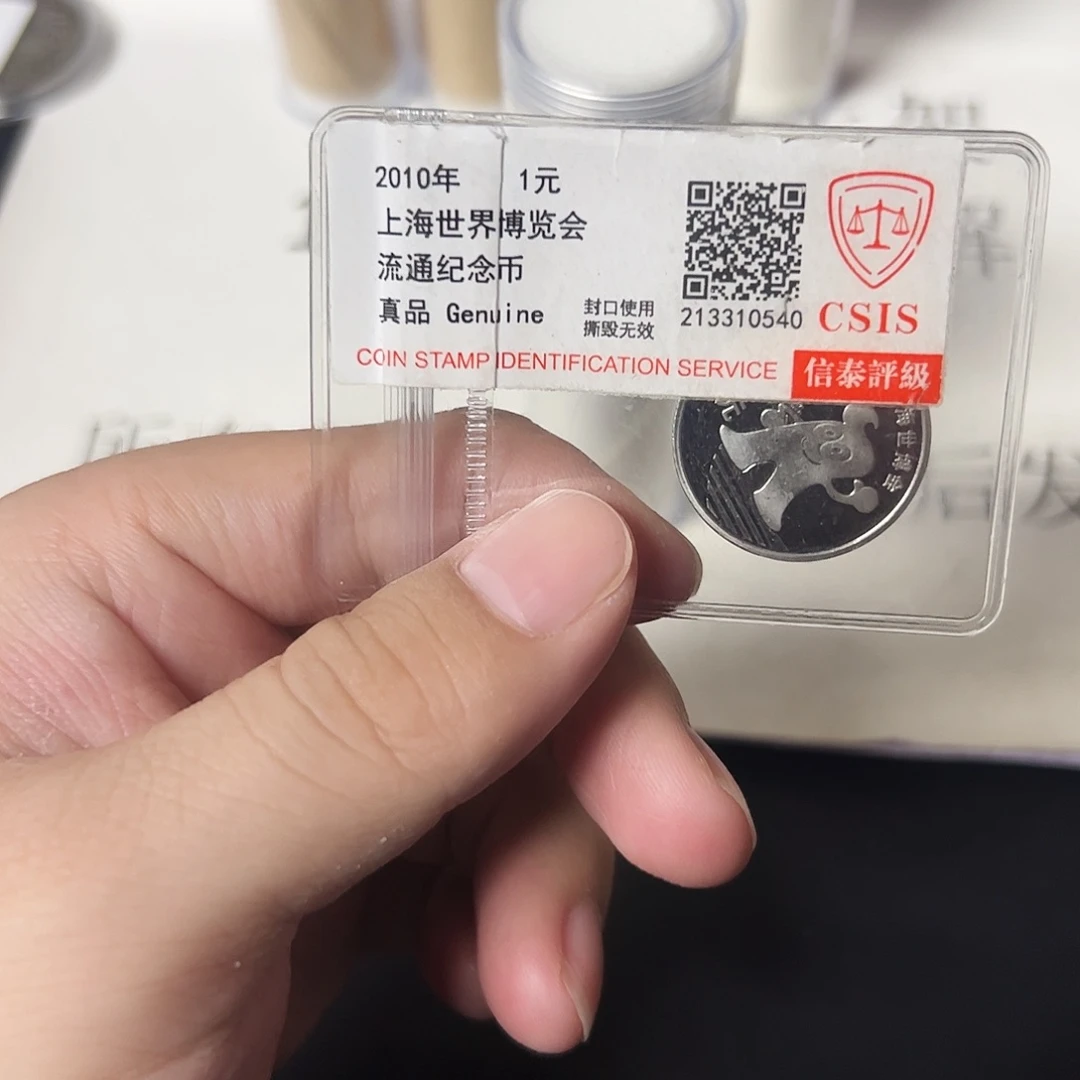 2010年 1元
上海世界博览会
流通纪念币
真品 Genuine
封口使用
撕毁无效
213310540
CSIS
COIN STAMP IDENTIFICATION SERVICE
信泰評級